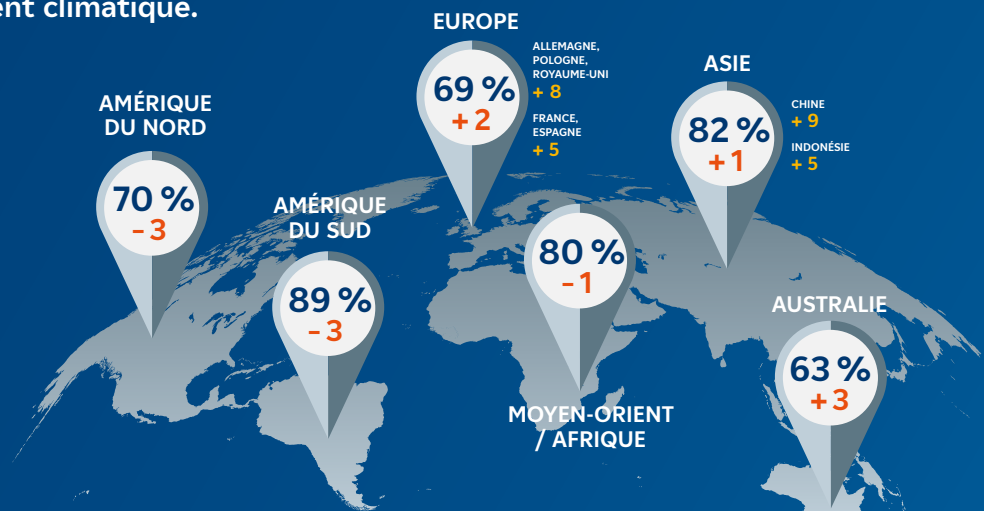 ent climatique.
EUROPE
ALLEMAGNE,
POLOGNE,
ROYAUME-UNI
+ 8
FRANCE,
ESPAGNE
+ 5
69 %
+ 2
ASIE
82 %
+ 1
CHINE
+ 9
INDONÉSIE
+ 5
AMÉRIQUE
DU NORD
70 %
- 3
AMÉRIQUE
DU SUD
89 %
- 3
80 %
- 1
MOYEN-ORIENT
/ AFRIQUE
AUSTRALIE
63 %
+ 3